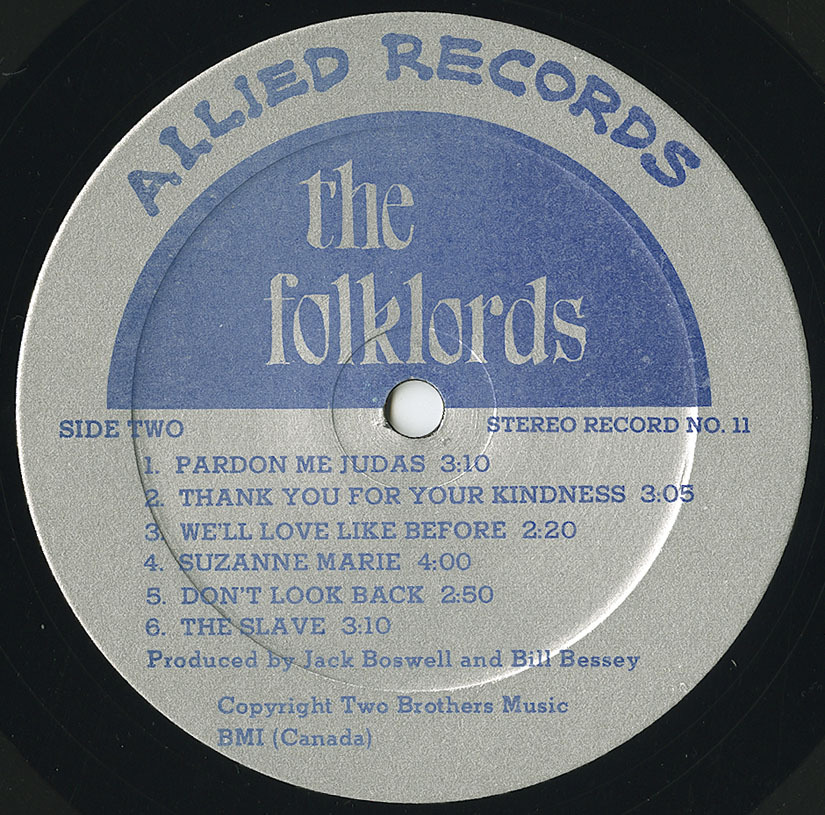 ALLIED RECORDS
the
folklords
SIDE TWO
STEREO RECORD NO. 11
1. PARDON ME JUDAS 3:10
2. THANK YOU FOR YOUR KINDNESS 3:05
3. WE'LL LOVE LIKE BEFORE 2:20
4. SUZANNE MARIE 4:00
5. DON'T LOOK BACK 2:50
6. THE SLAVE 3:10
Produced by Jack Boswell and Bill Bessey
Copyright Two Brothers Music
BMI (Canada)